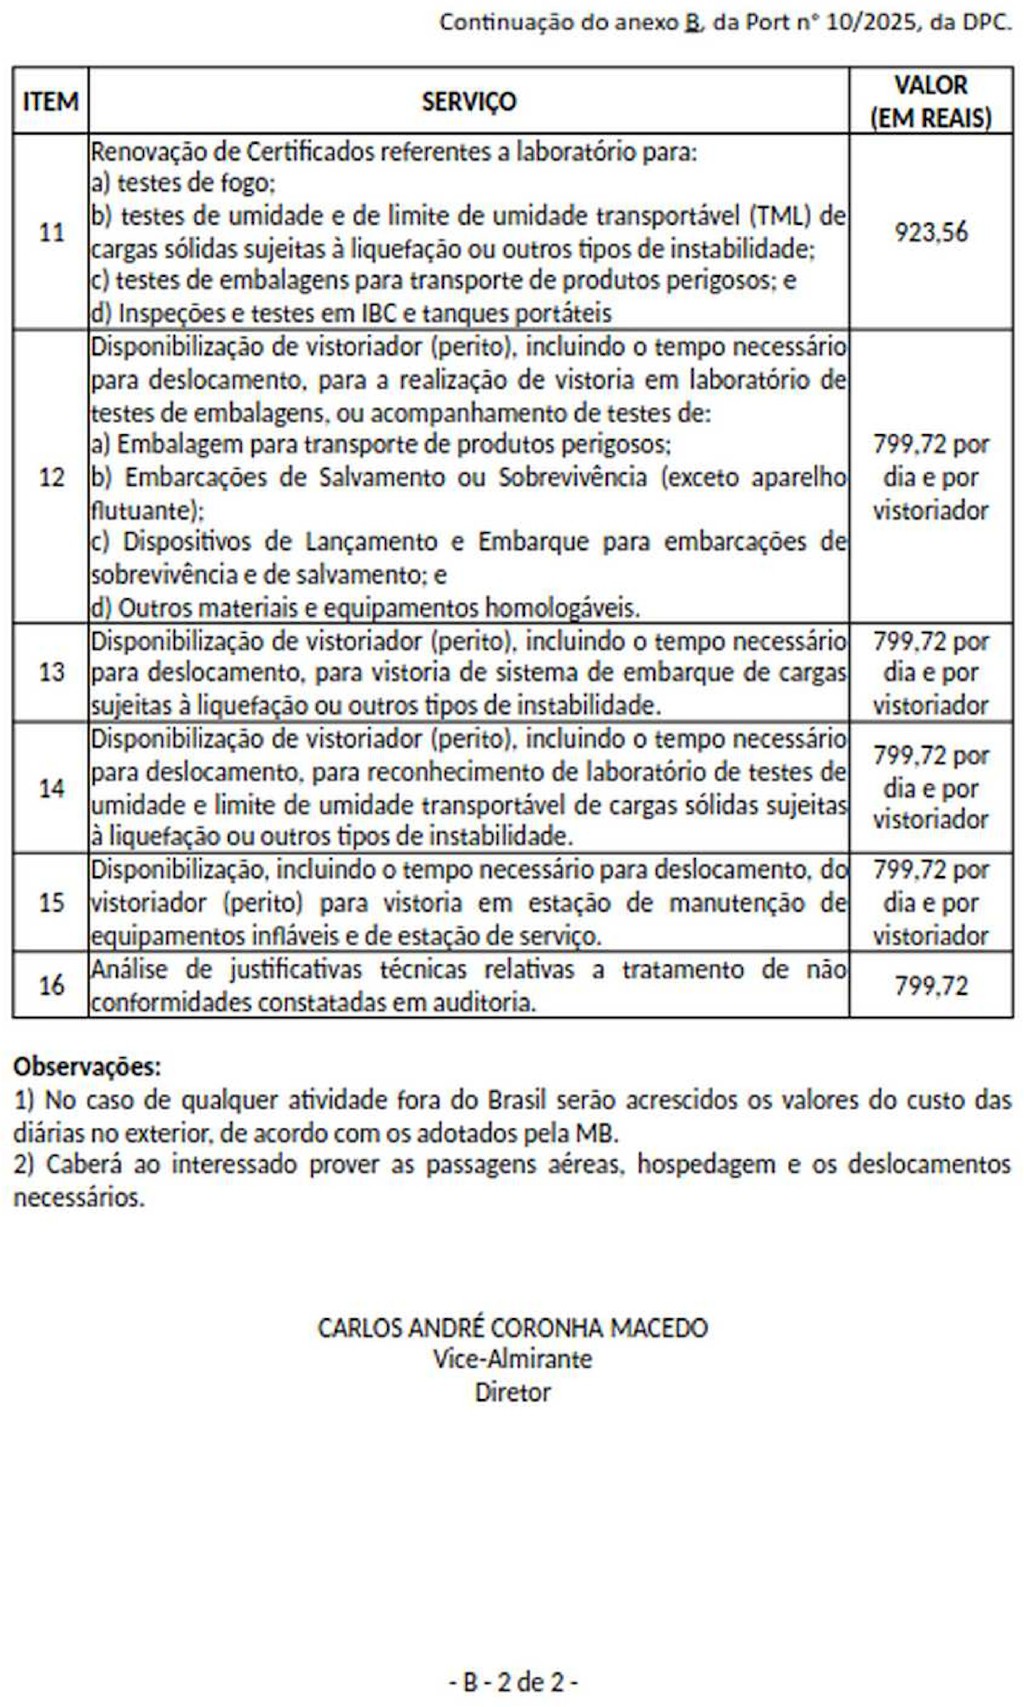 Continuação do anexo B, da Port n° 10/2025, da DPC.
ITEM
SERVIÇO
VALOR
(EM REAIS)
11
Renovação de Certificados referentes a laboratório para:
a) testes de fogo;
b) testes de umidade e de limite de umidade transportável (TML) de
cargas sólidas sujeitas à liquefação ou outros tipos de instabilidade;
c) testes de embalagens para transporte de produtos perigosos; e
d) Inspeções e testes em IBC e tanques portáteis
923,56
12
Disponibilização de vistoriador (perito), incluindo o tempo necessário
para deslocamento, para a realização de vistoria em laboratório de
testes de embalagens, ou acompanhamento de testes de:
a) Embalagem para transporte de produtos perigosos;
b) Embarcações de Salvamento ou Sobrevivência (exceto aparelho
flutuante);
c) Dispositivos de Lançamento e Embarque para embarcações de
sobrevivência e de salvamento; e
d) Outros materiais e equipamentos homologáveis.
799,72 por
dia e por
vistoriador
13
Disponibilização de vistoriador (perito), incluindo o tempo necessário
para deslocamento, para vistoria de sistema de embarque de cargas
sujeitas à liquefação ou outros tipos de instabilidade.
799,72 por
dia e por
vistoriador
14
Disponibilização de vistoriador (perito), incluindo o tempo necessário
para deslocamento, para reconhecimento de laboratório de testes de
umidade e limite de umidade transportável de cargas sólidas sujeitas
à liquefação ou outros tipos de instabilidade.
799,72 por
dia e por
vistoriador
15
Disponibilização, incluindo o tempo necessário para deslocamento, do
vistoriador (perito) para vistoria em estação de manutenção de
equipamentos infláveis e de estação de serviço.
799,72 por
dia e por
vistoriador
16
Análise de justificativas técnicas relativas a tratamento de não
conformidades constatadas em auditoria.
799,72
Observações:
1) No caso de qualquer atividade fora do Brasil serão acrescidos os valores do custo das
diárias no exterior, de acordo com os adotados pela MB.
2) Caberá ao interessado prover as passagens aéreas, hospedagem e os deslocamentos
necessários.
CARLOS ANDRÉ CORONHA MACEDO
Vice-Almirante
Diretor
- B - 2 de 2 -